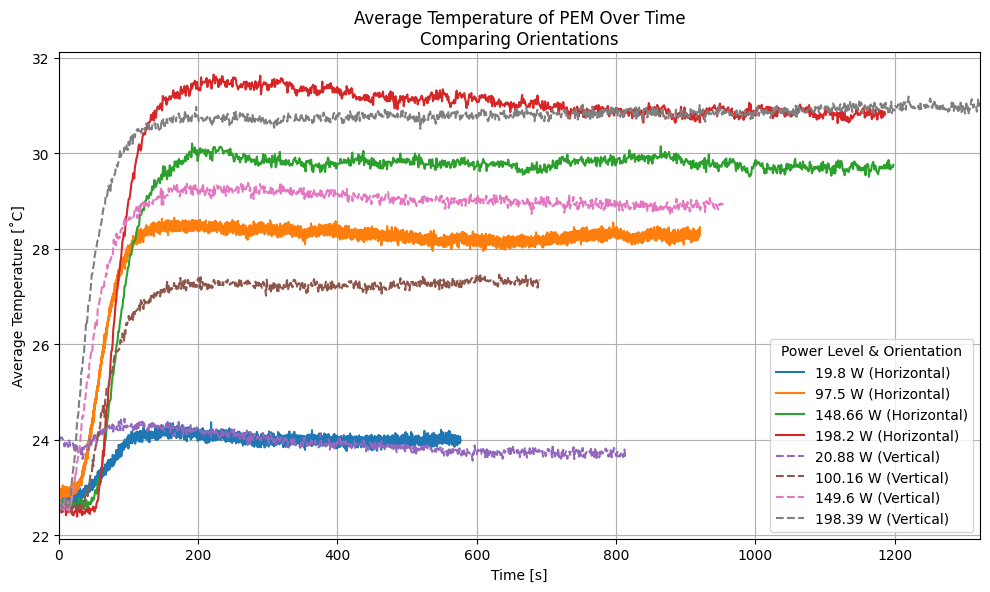 Average Temperature of PEM Over Time
Comparing Orientations
Average Temperature [˚C]
32
30
28
26
24
22
0 200 400 600 800 1000 1200
Time [s]
Power Level & Orientation
19.8 W (Horizontal)
97.5 W (Horizontal)
148.66 W (Horizontal)
198.2 W (Horizontal)
20.88 W (Vertical)
100.16 W (Vertical)
149.6 W (Vertical)
198.39 W (Vertical)